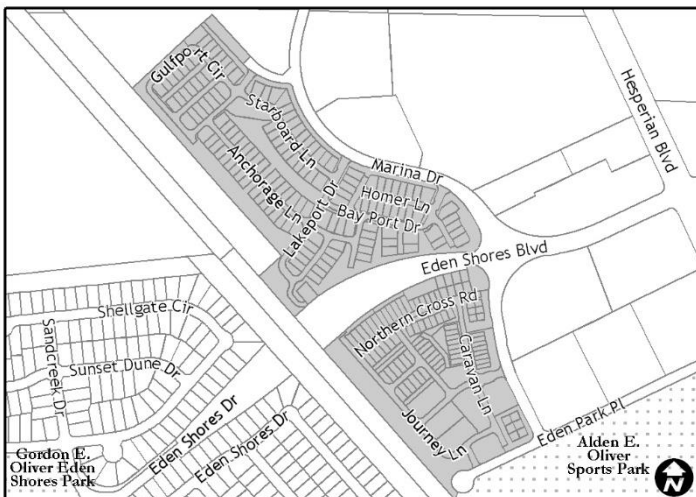 Gulfport Cir
Starboard Ln
Hesperian Blvd
Anchorage Ln
Marina Dr
Lakeport Dr
Homer Ln
Bay Port Dr
Eden Shores Blvd
Shellgate Cir
Sandcreek Dr
Sunset Dune Dr
Northern Cross Rd
Caravan Ln
Journey Ln
Eden Shores Dr
Eden Shores Dr
Eden Park Pl
Gordon E.
Oliver Eden
Shores Park
Alden E.
Oliver
Sports Park
N